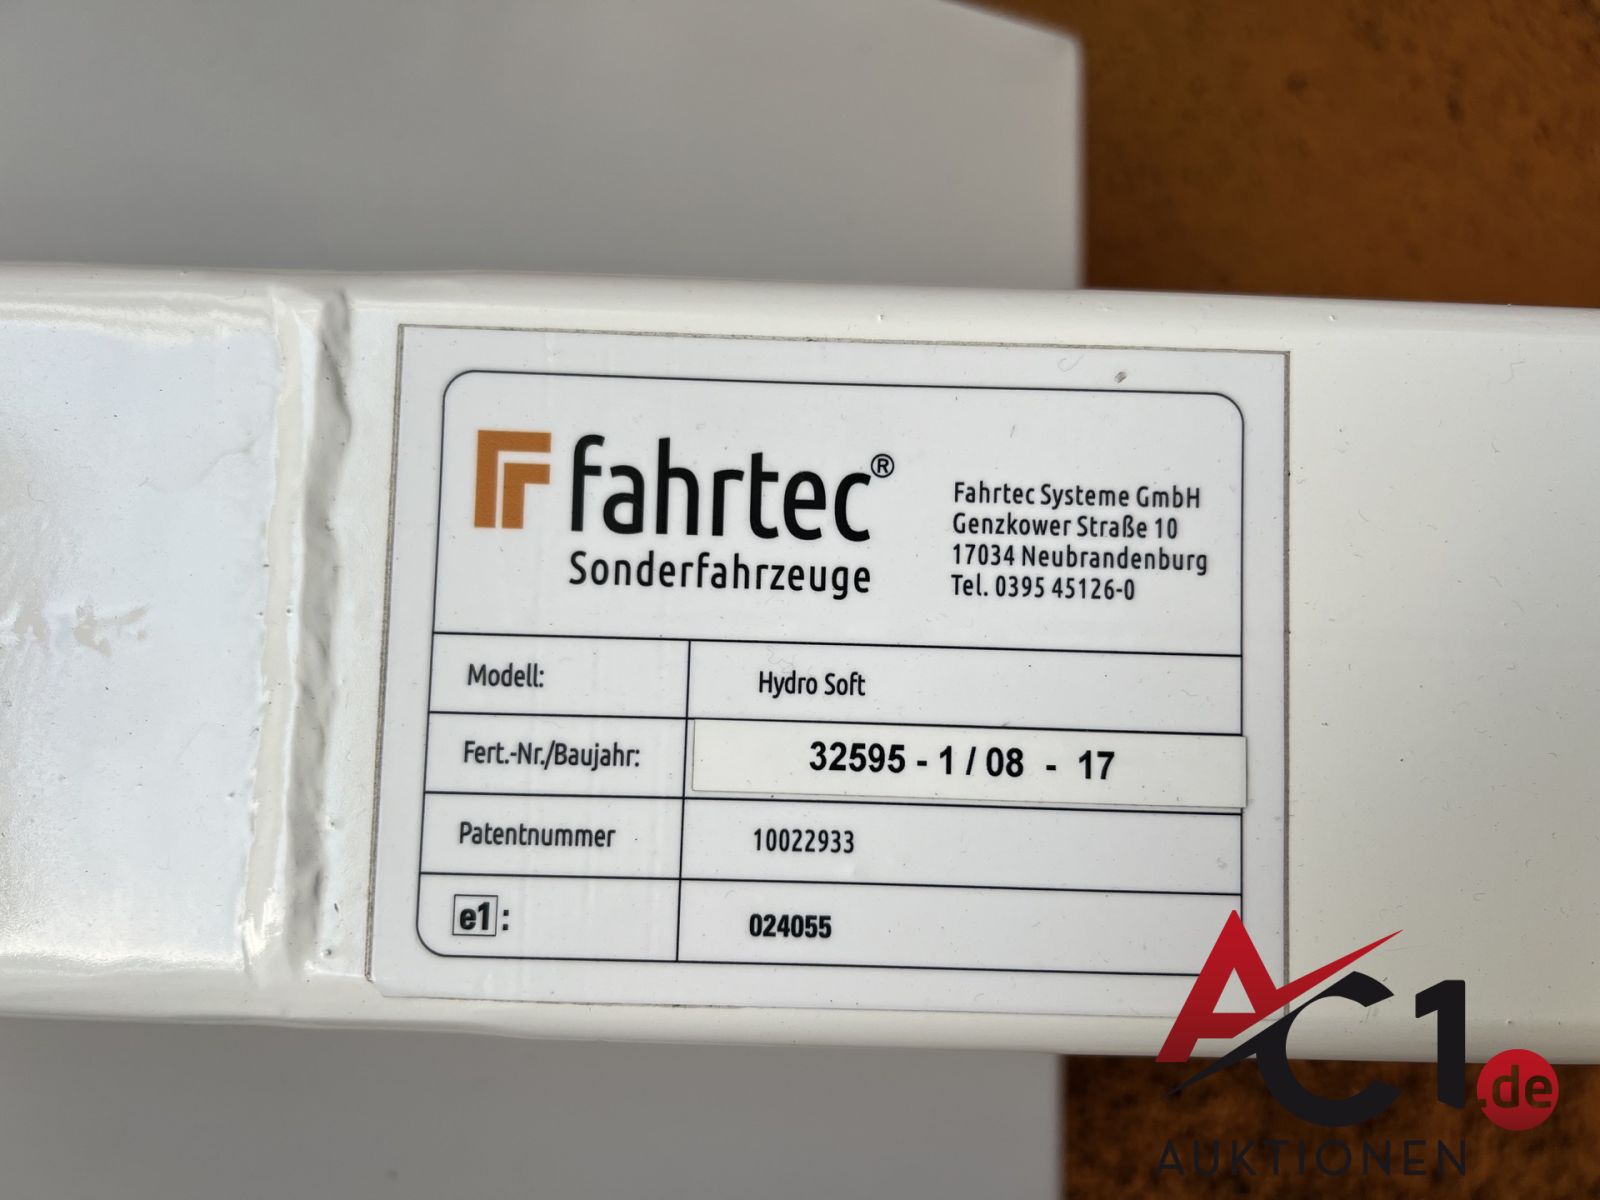 fahrtec®
Sonderfahrzeuge
Fahrtec Systeme GmbH
Genzkower Straße 10
17034 Neubrandenburg
Tel. 0395 45126-0
Modell: Hydro Soft
Fert.-Nr./Baujahr: 32595 - 1 / 08 - 17
Patentnummer 10022933
e1: 024055
AC1.de
AUKTIONEN